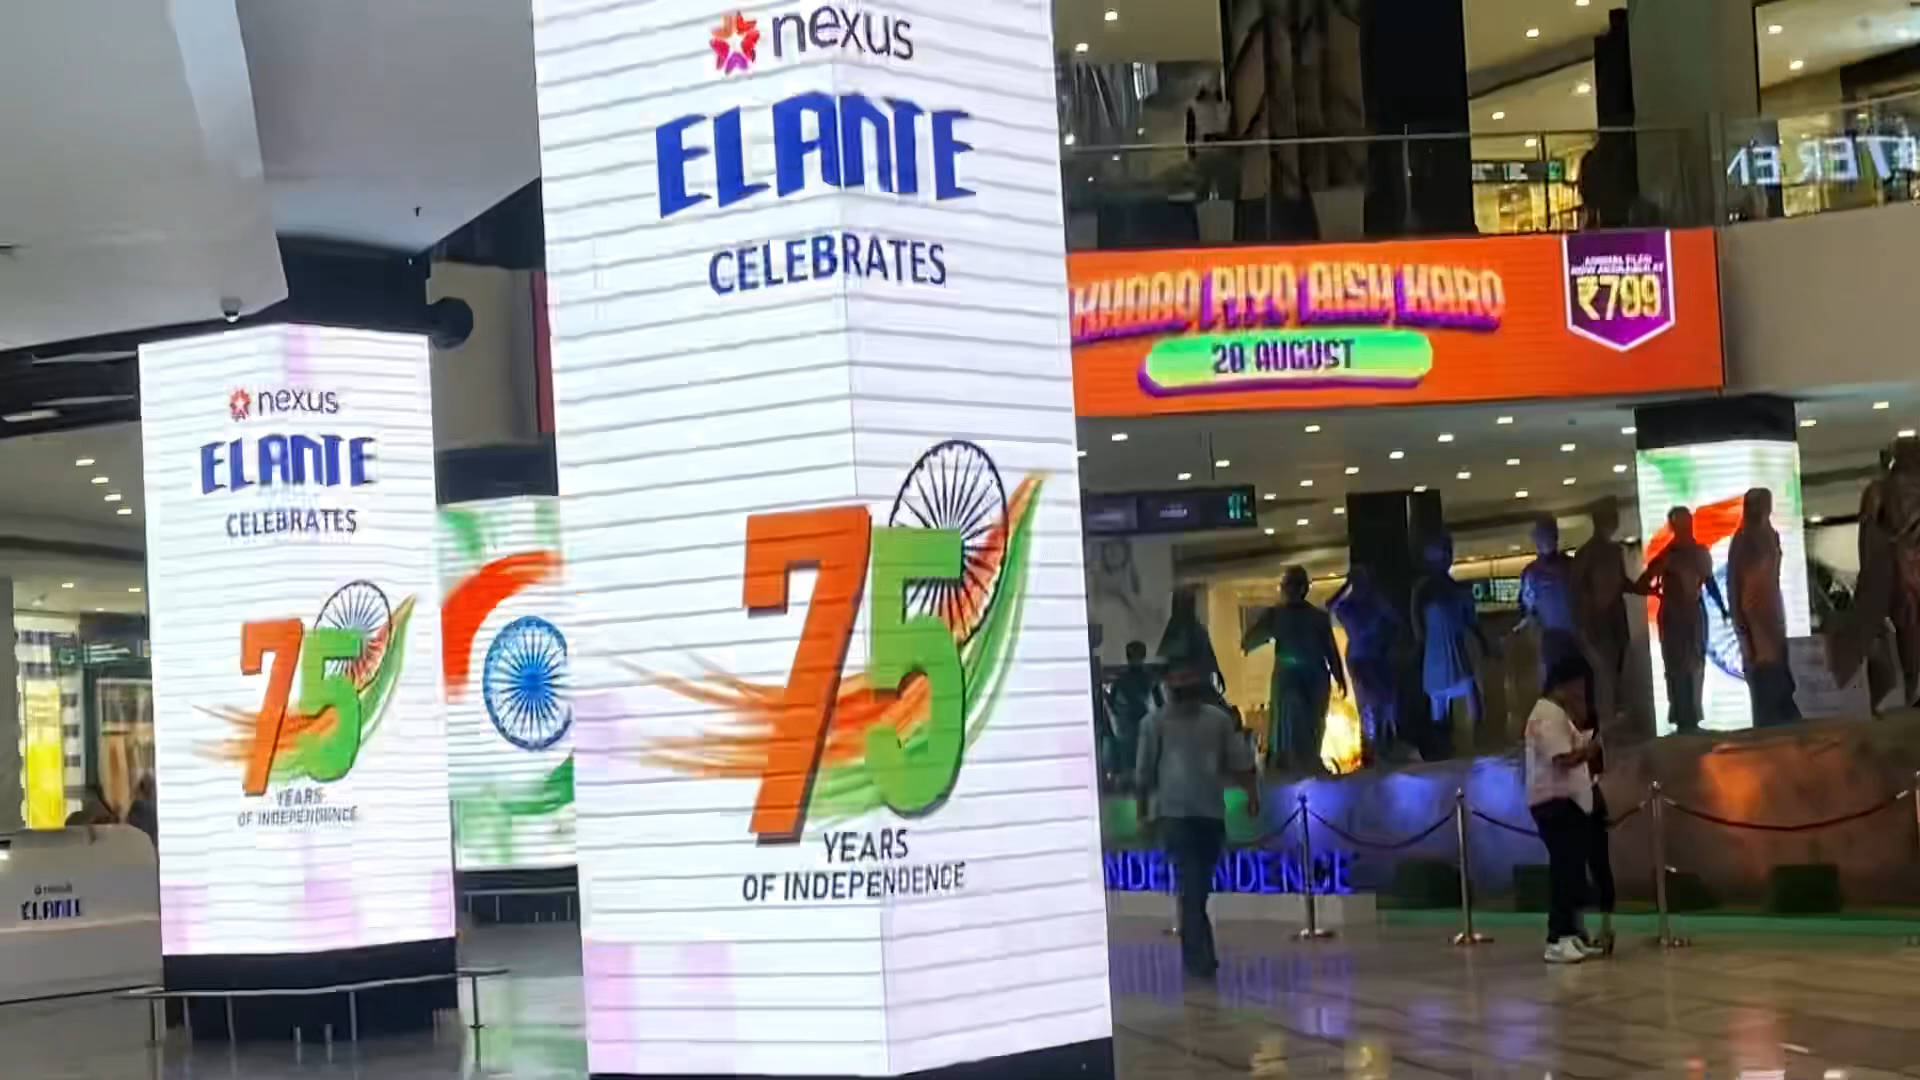 nexus
ELANTE
CELEBRATES
75
YEARS
OF INDEPENDENCE
nexus
ELANTE
CELEBRATES
75
YEARS
OF INDEPENDENCE
KHAAO PIYO AISH KARO
20 AUGUST
₹799
NDEPENDENCE
ELANTE